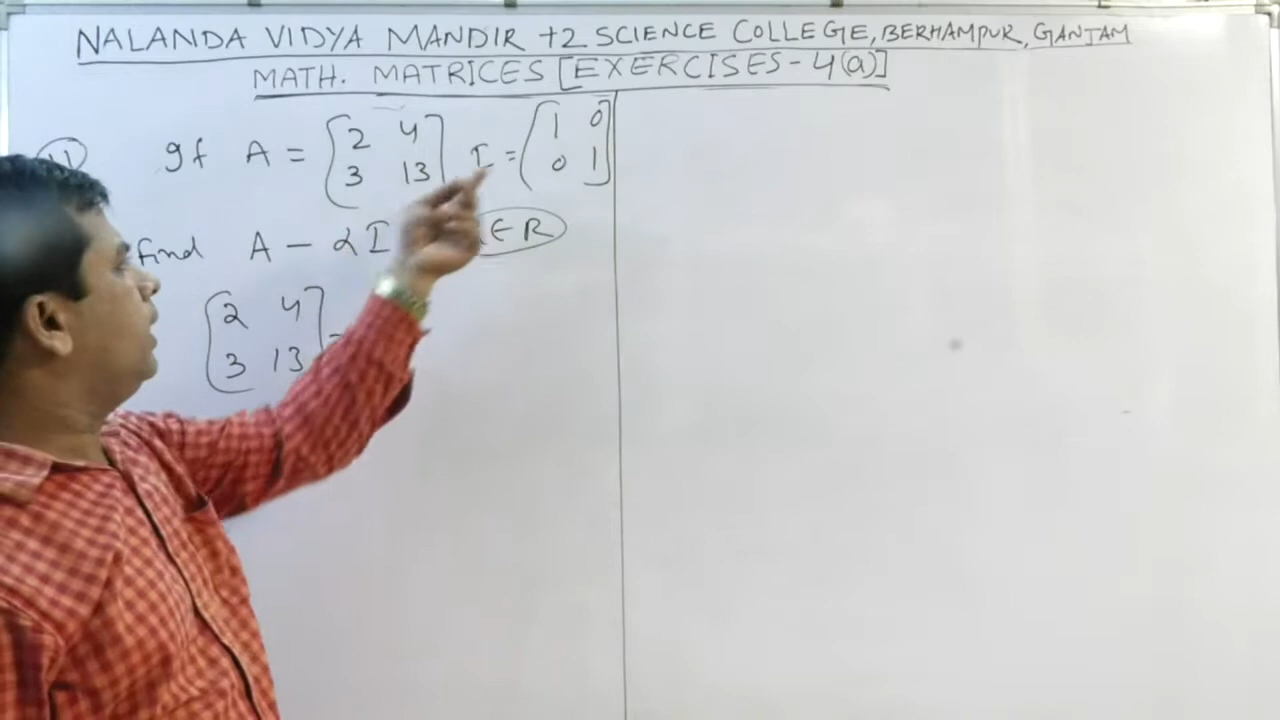 NALANDA VIDYA MANDIR +2 SCIENCE COLLEGE, BERHAMPUR, GANJAM
MATH. MATRICES [EXERCISES - 4(a)]
If A = [2 4
3 13] I = [1 0
0 1]
find A - αI ∈ R
[2 4
3 13] -